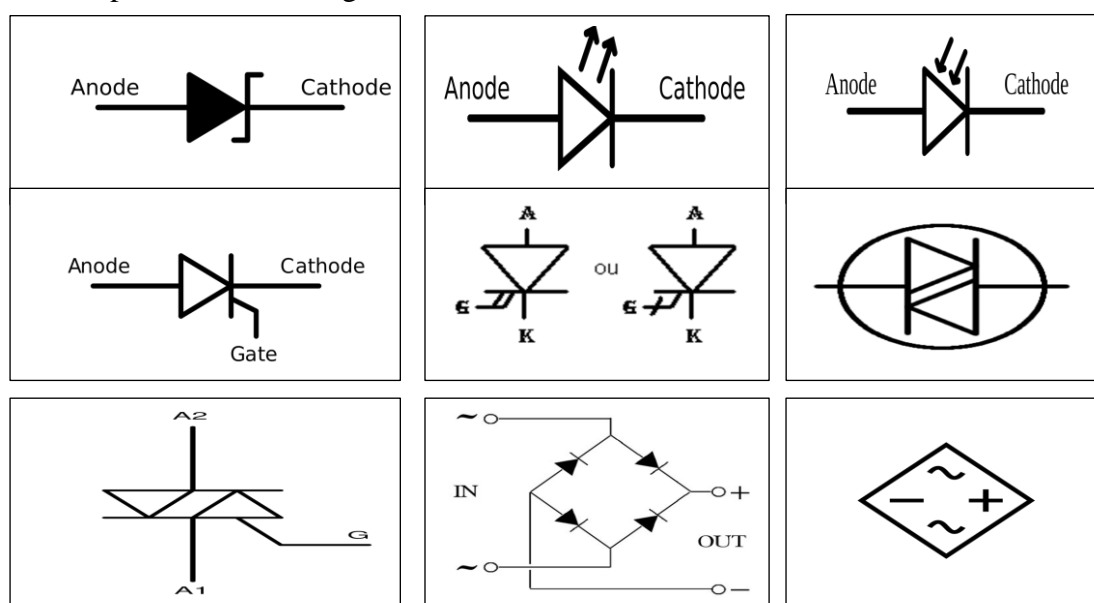 Anode Cathode
Anode Cathode
Anode Cathode
Anode Cathode
Gate
A A
ou
G G
K K
A2
G
A1
~
IN
+
OUT
~
−
~
− +
~